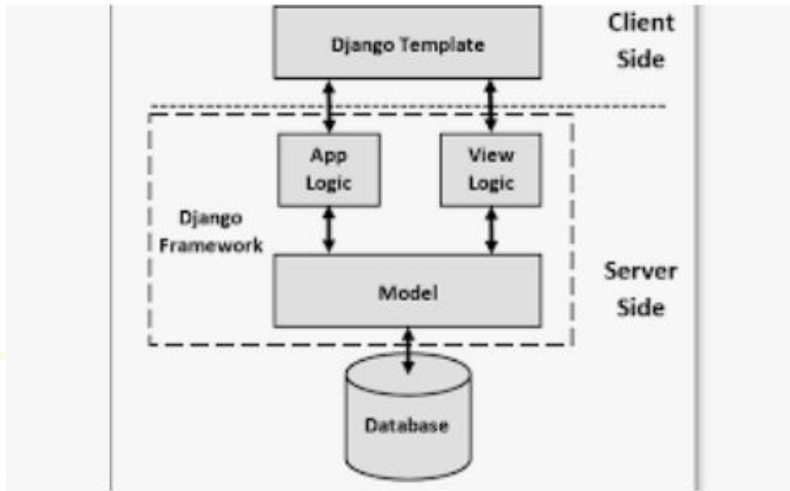 Django Template
Client
Side
App
Logic
View
Logic
Django
Framework
Model
Server
Side
Database